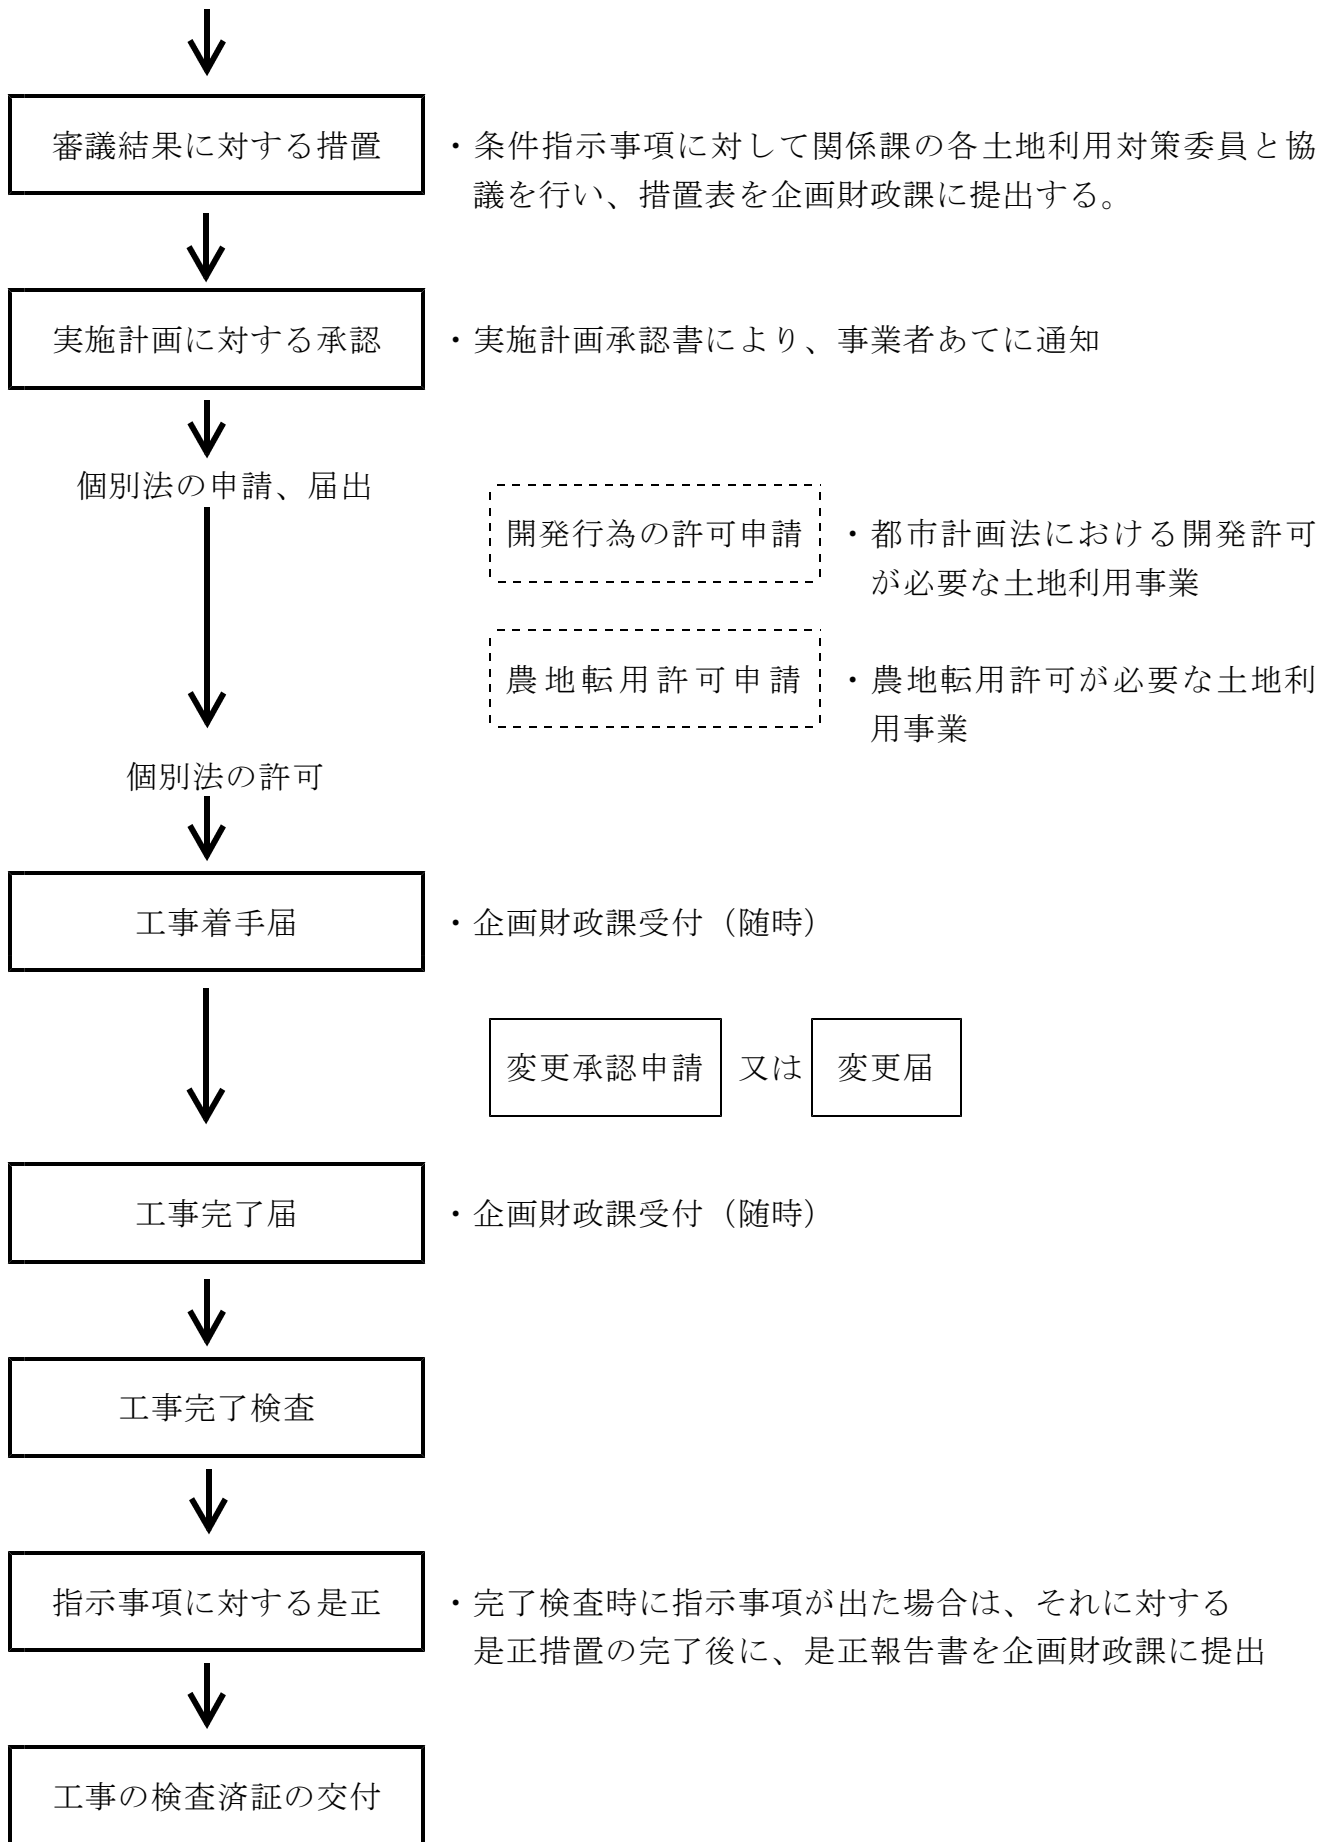 審議結果に対する措置
・条件指示事項に対して関係課の各土地利用対策委員と協
議を行い、措置表を企画財政課に提出する。
実施計画に対する承認
・実施計画承認書により、事業者あてに通知
個別法の申請、届出
開発行為の許可申請
・都市計画法における開発許可
が必要な土地利用事業
農地転用許可申請
・農地転用許可が必要な土地利
用事業
個別法の許可
工事着手届
・企画財政課受付（随時）
変更承認申請 又は 変更届
工事完了届
・企画財政課受付（随時）
工事完了検査
指示事項に対する是正
・完了検査時に指示事項が出た場合は、それに対する
是正措置の完了後に、是正報告書を企画財政課に提出
工事の検査済証の交付